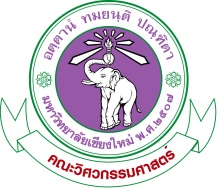 อตฺตานํ ทมยนฺติ ปณฺฑิตา
มหาวิทยาลัยเชียงใหม่ พ.ศ.๒๕๐๗
คณะวิศวกรรมศาสตร์